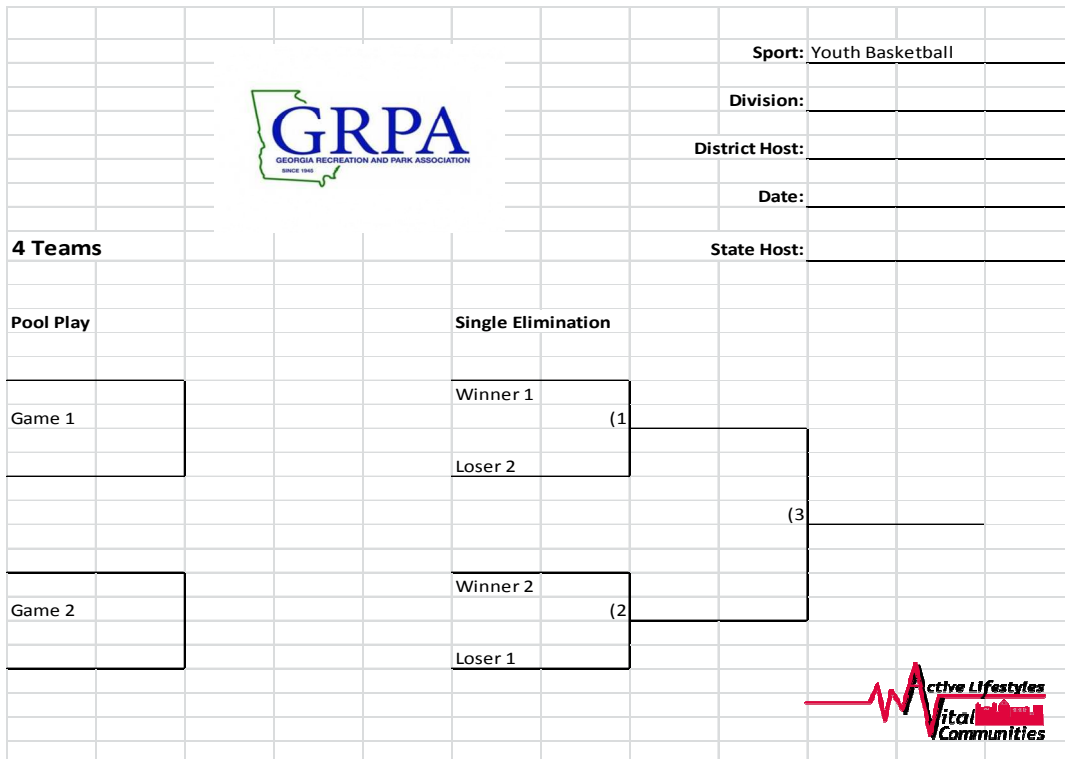 Sport: Youth Basketball
GRPA
GEORGIA RECREATION AND PARK ASSOCIATION
SINCE 1945
Division:
District Host:
Date:
4 Teams
State Host:
Pool Play
Single Elimination
Winner 1
Game 1
(1
Loser 2
(3
Winner 2
Game 2
(2
Loser 1
Active Lifestyles
Vital
Communities